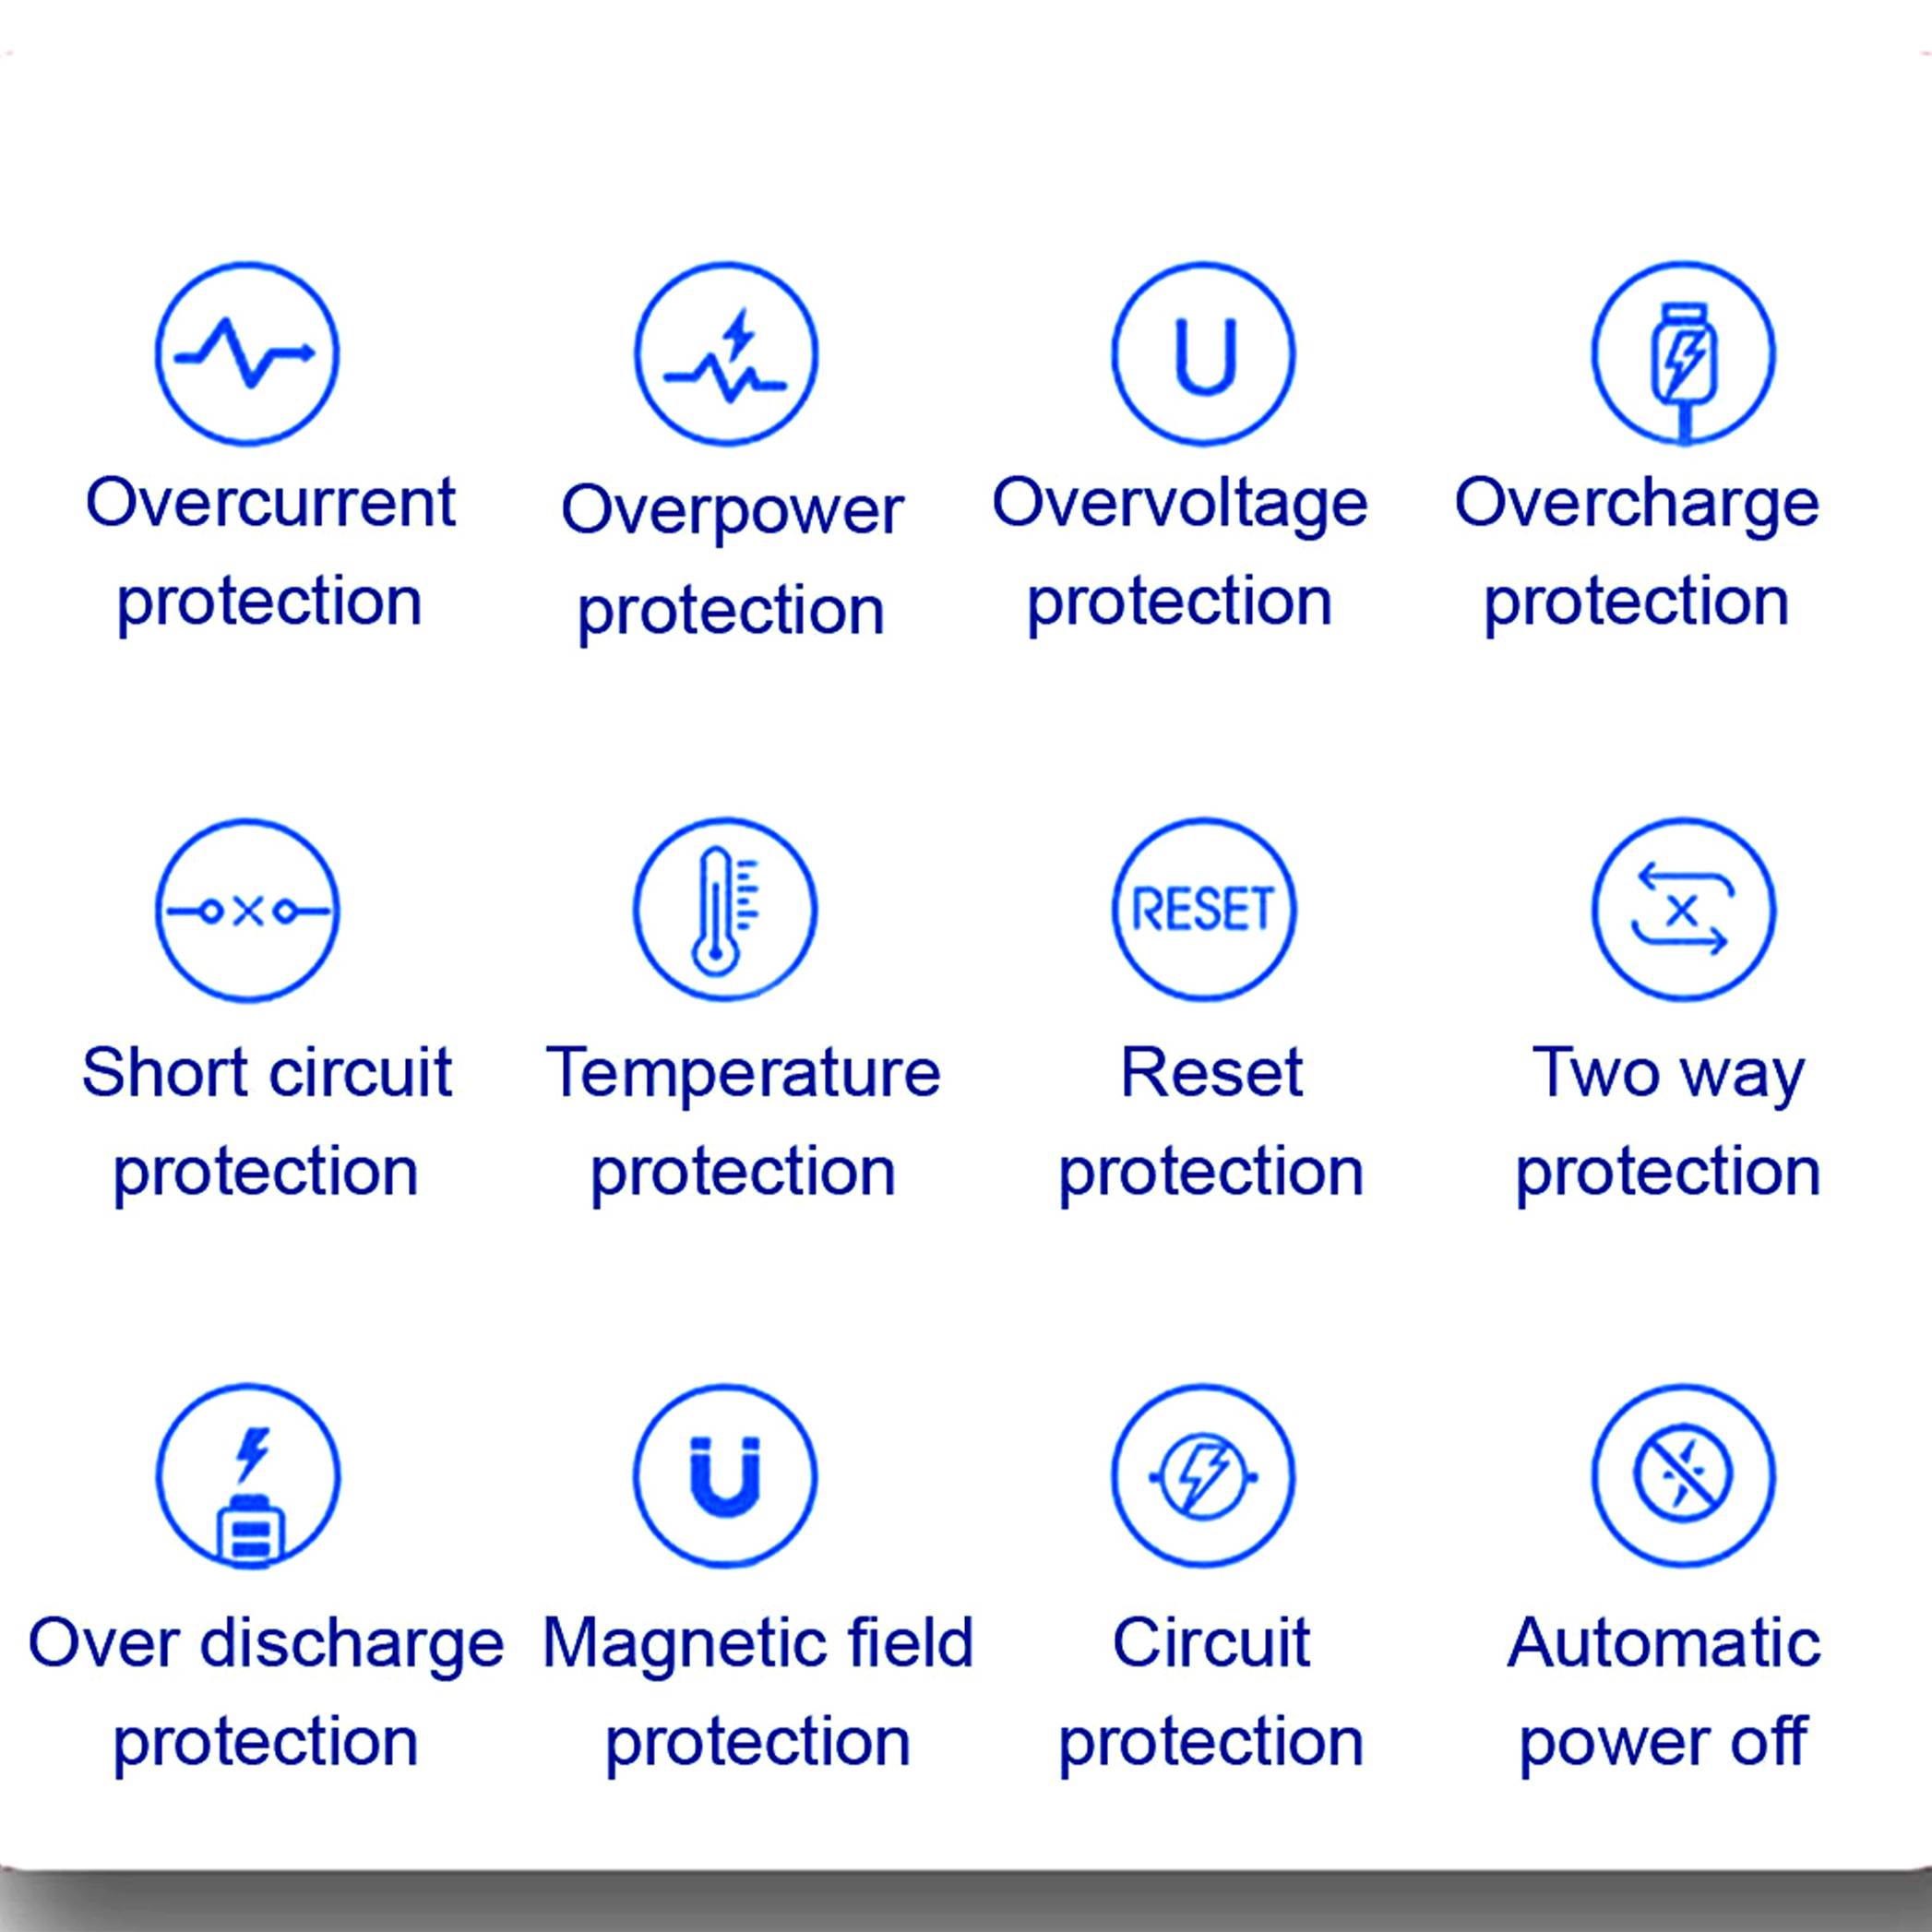 Overcurrent
protection
Overpower
protection
U
Overvoltage
protection
Overcharge
protection
Short circuit
protection
Temperature
protection
RESET
Reset
protection
Two way
protection
Over discharge
protection
Magnetic field
protection
Circuit
protection
Automatic
power off